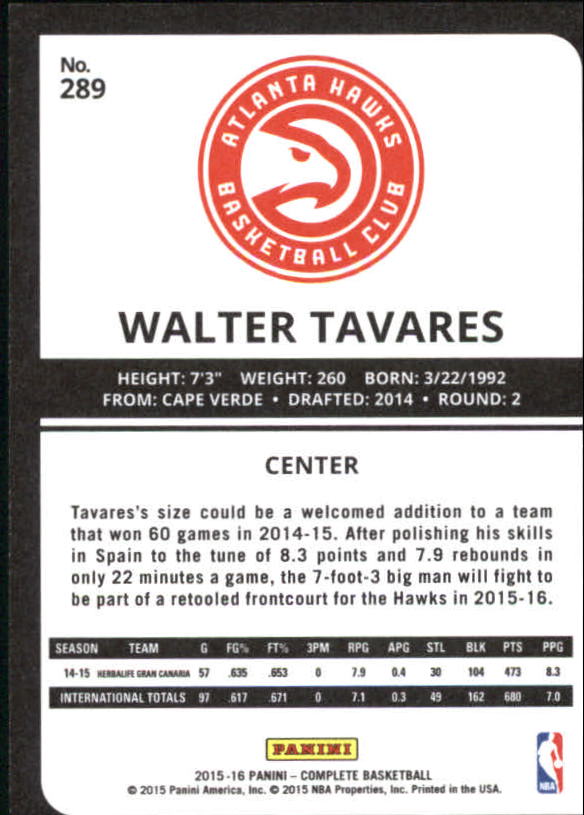 No.
289
ATLANTA HAWKS
BASKETBALL CLUB
WALTER TAVARES
HEIGHT: 7'3" WEIGHT: 260 BORN: 3/22/1992
FROM: CAPE VERDE • DRAFTED: 2014 • ROUND: 2
CENTER
Tavares's size could be a welcomed addition to a team
that won 60 games in 2014-15. After polishing his skills
in Spain to the tune of 8.3 points and 7.9 rebounds in
only 22 minutes a game, the 7-foot-3 big man will fight to
be part of a retooled frontcourt for the Hawks in 2015-16.
SEASON TEAM G FG% FT% 3PM RPG APG STL BLK PTS PPG
14-15 HERBALIFE GRAN CANARIA 57 .635 .653 0 7.9 0.4 30 104 473 8.3
INTERNATIONAL TOTALS 97 .617 .671 0 7.1 0.3 49 162 680 7.0
PANINI
2015-16 PANINI – COMPLETE BASKETBALL
© 2015 Panini America, Inc. © 2015 NBA Properties, Inc. Printed in the USA.
NBA